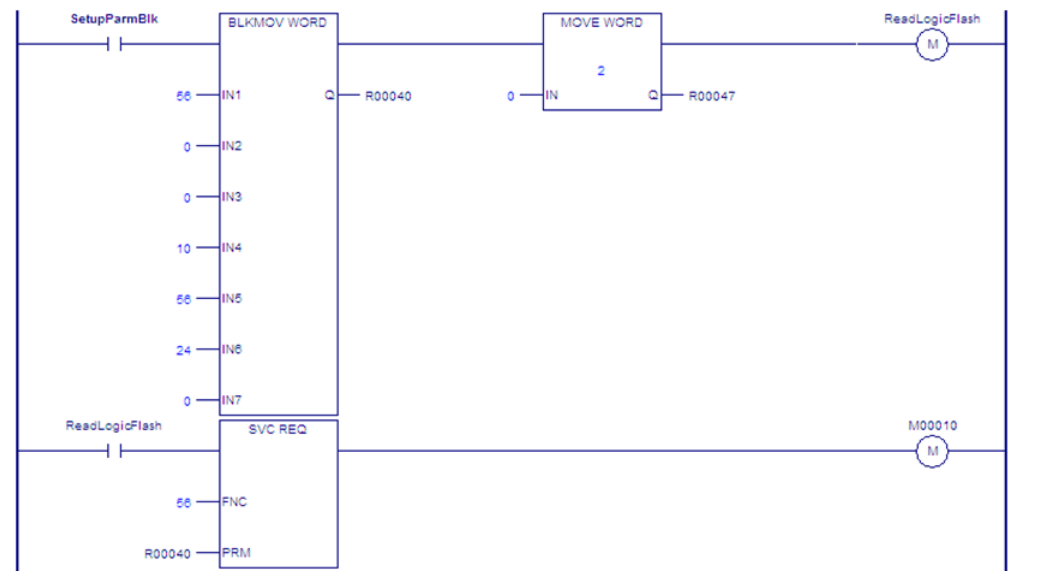 SetupParmBlk BLKMOV WORD MOVE WORD ReadLogicFlash
M
2
56 IN1 Q R00040 0 IN Q R00047
0 IN2
0 IN3
10 IN4
56 IN5
24 IN6
0 IN7
ReadLogicFlash SVC REQ M00010
M
56 FNC
R00040 PRM